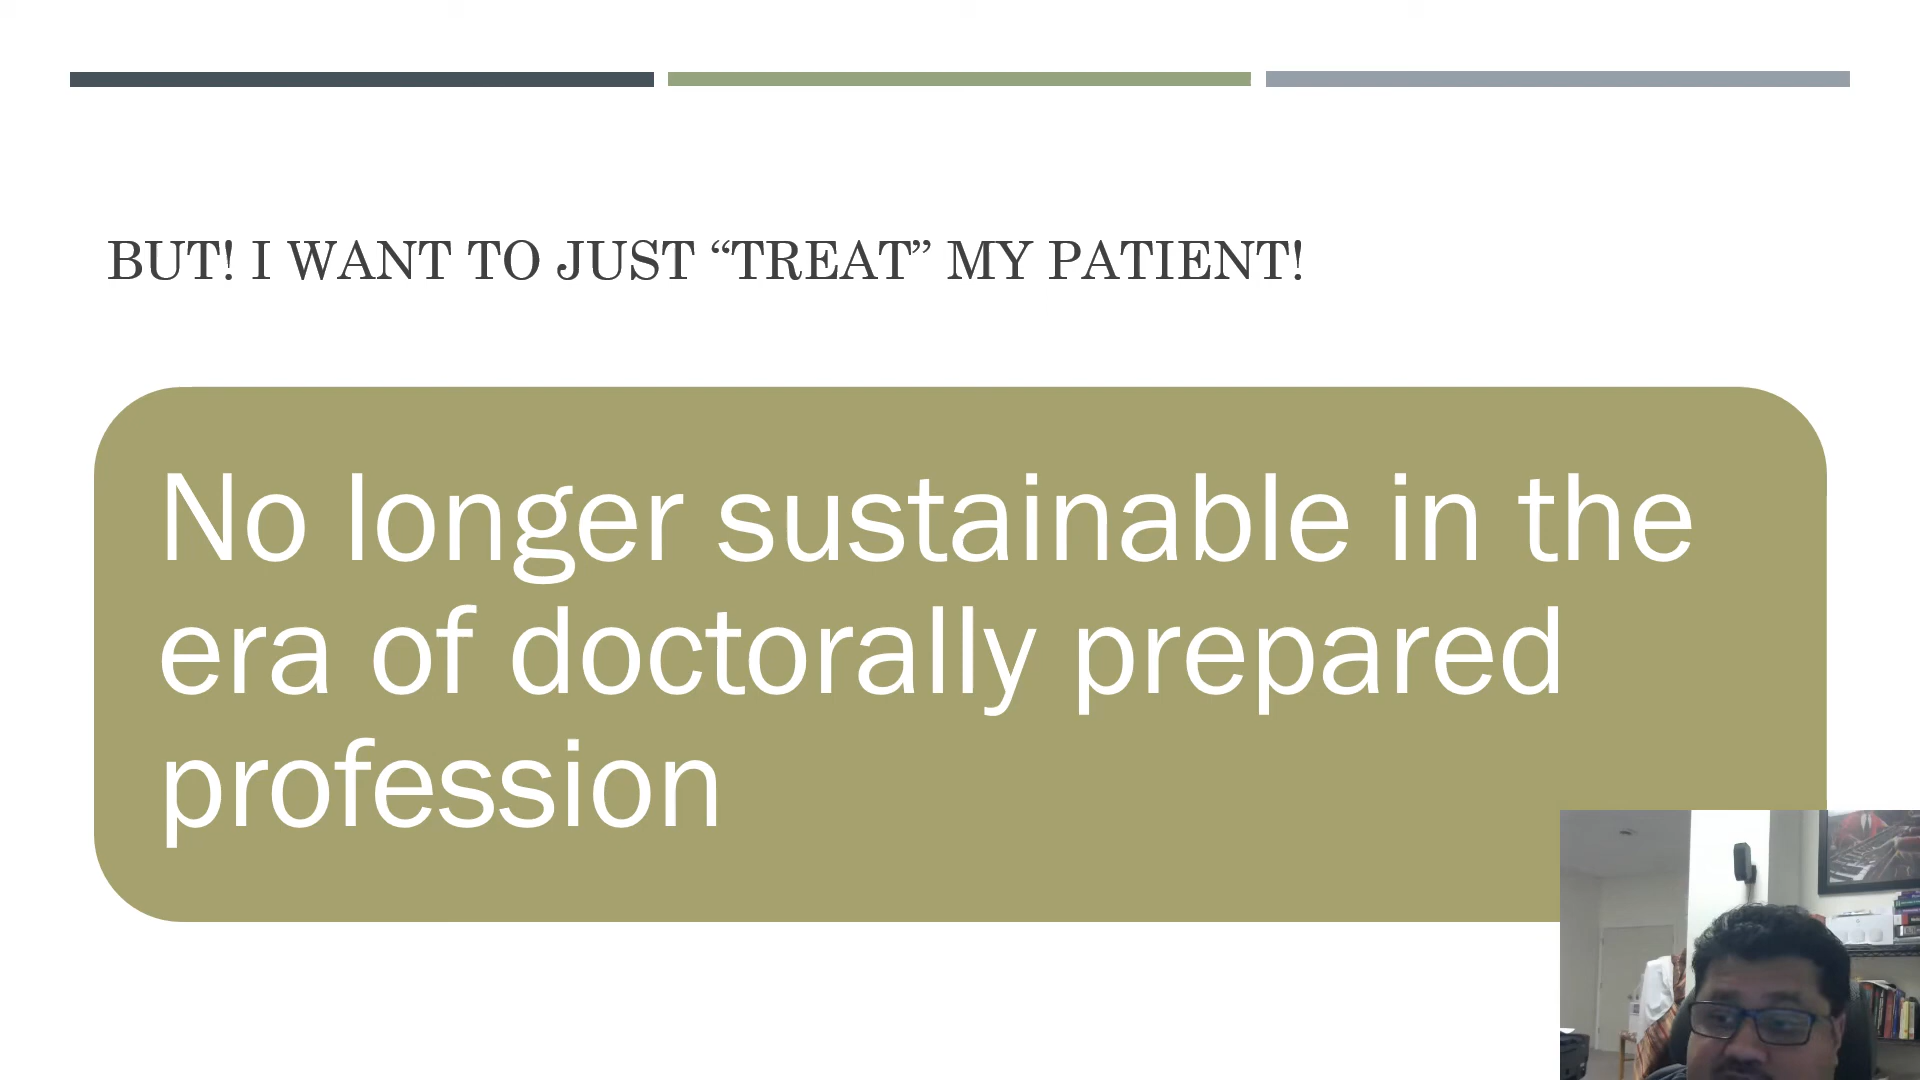 BUT! I WANT TO JUST “TREAT” MY PATIENT!
No longer sustainable in the
era of doctorally prepared
profession